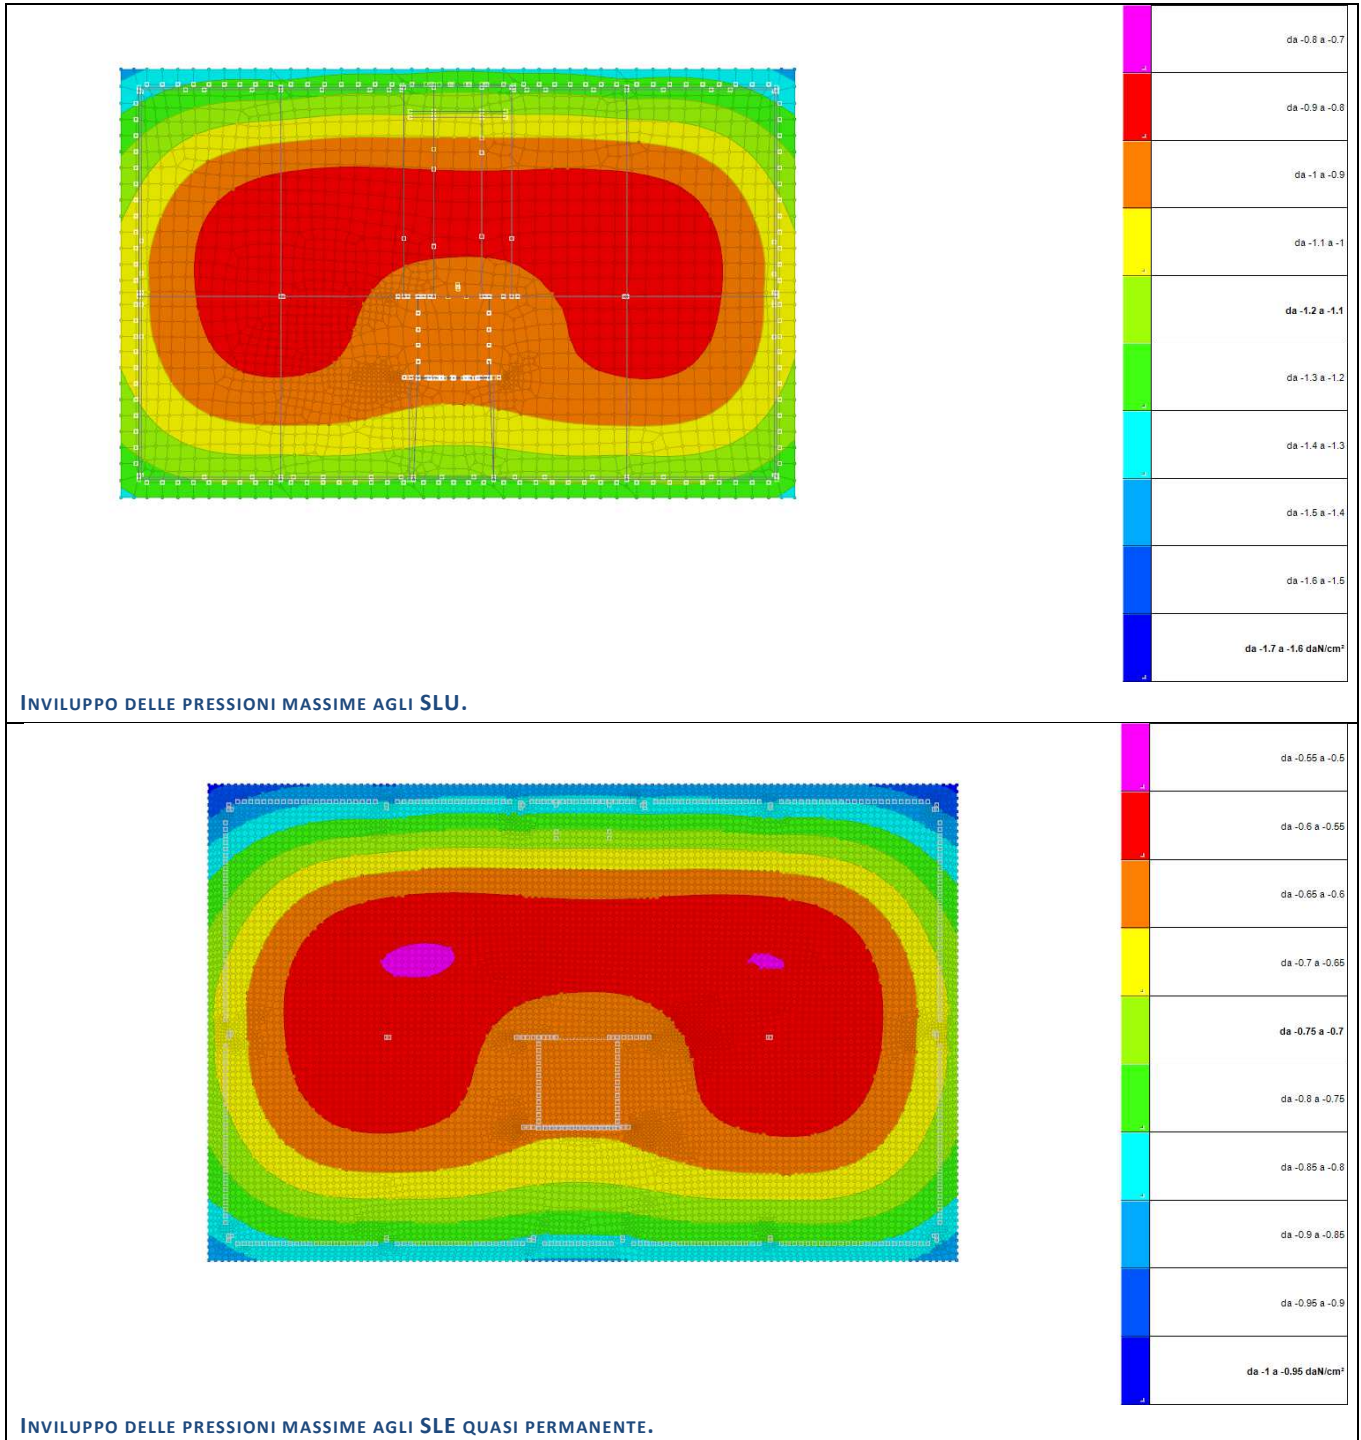 da -0.8 a -0.7
da -0.9 a -0.8
da -1 a -0.9
da -1.1 a -1
da -1.2 a -1.1
da -1.3 a -1.2
da -1.4 a -1.3
da -1.5 a -1.4
da -1.6 a -1.5
da -1.7 a -1.6 daN/cm²
INVILUPPO DELLE PRESSIONI MASSIME AGLI SLU.
da -0.55 a -0.5
da -0.6 a -0.55
da -0.65 a -0.6
da -0.7 a -0.65
da -0.75 a -0.7
da -0.8 a -0.75
da -0.85 a -0.8
da -0.9 a -0.85
da -0.95 a -0.9
da -1 a -0.95 daN/cm²
INVILUPPO DELLE PRESSIONI MASSIME AGLI SLE QUASI PERMANENTE.